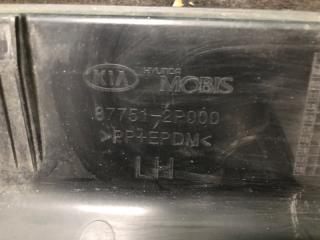 KIA HYUNDAI MOBIS
87751-2P000
>PP+EPDM<
LH